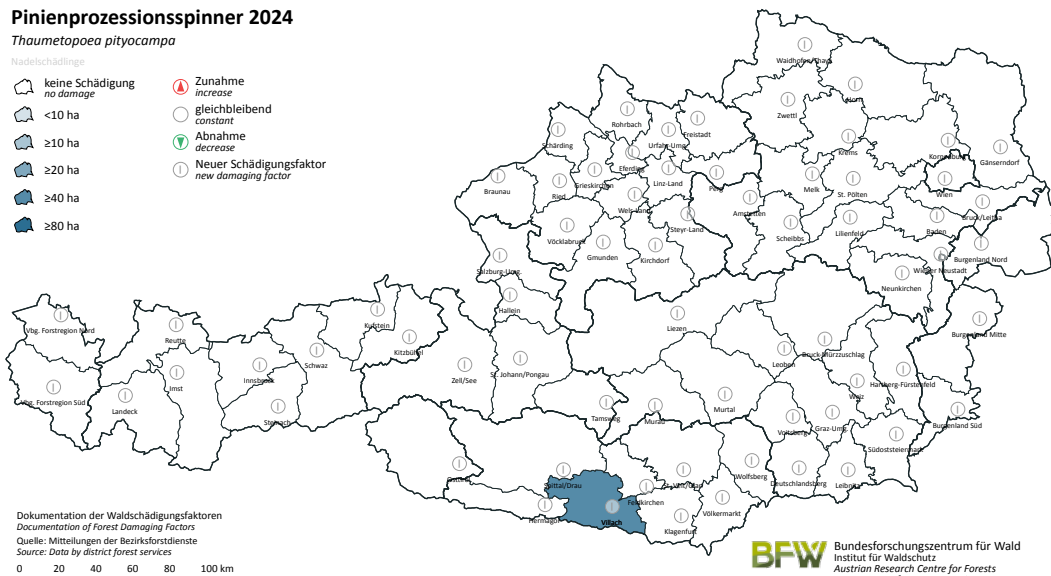 Pinienprozessionsspinner 2024
Thaumetopoea pityocampa
Nadelschädlinge
keine Schädigung
no damage
<10 ha
≥10 ha
≥20 ha
≥40 ha
≥80 ha
Zunahme
increase
gleichbleibend
constant
Abnahme
decrease
Neuer Schädigungsfaktor
new damaging factor
Waidhofen/Thaya
Horn
Zwettl
Rohrbach
Freistadt
Schärding
Urfahr-Umg.
Krems
Korneuburg
Gänserndorf
Eferding
Grieskirchen
Linz-Land
Braunau
Ried
Perg
Melk
St. Pölten
Wien
Wels-Land
Amstetten
Bruck/Leitha
Steyr-Land
Scheibbs
Lilienfeld
Baden
Vöcklabruck
Gmunden
Kirchdorf
Burgenland Nord
Salzburg-Umg.
Wiener Neustadt
Neunkirchen
Hallein
Liezen
Burgenland Mitte
Vbg. Forstregion Nord
Reutte
Kufstein
Kitzbühel
Schwaz
Bruck-Mürzzuschlag
Leoben
Innsbruck
Imst
Zell/See
St. Johann/Pongau
Hartberg-Fürstenfeld
Weiz
Vbg. Forstregion Süd
Landeck
Steinach
Tamsweg
Murau
Murtal
Voitsberg
Graz-Umg.
Burgenland Süd
Südoststeiermark
Osttirol
Spittal/Drau
St. Veit/Glan
Wolfsberg
Deutschlandsberg
Leibnitz
Feldkirchen
Hermagor
Villach
Völkermarkt
Klagenfurt
Dokumentation der Waldschädigungsfaktoren
Documentation of Forest Damaging Factors
Quelle: Mitteilungen der Bezirksforstdienste
Source: Data by district forest services
0 20 40 60 80 100 km
BFW
Bundesforschungszentrum für Wald
Institut für Waldschutz
Austrian Research Centre for Forests